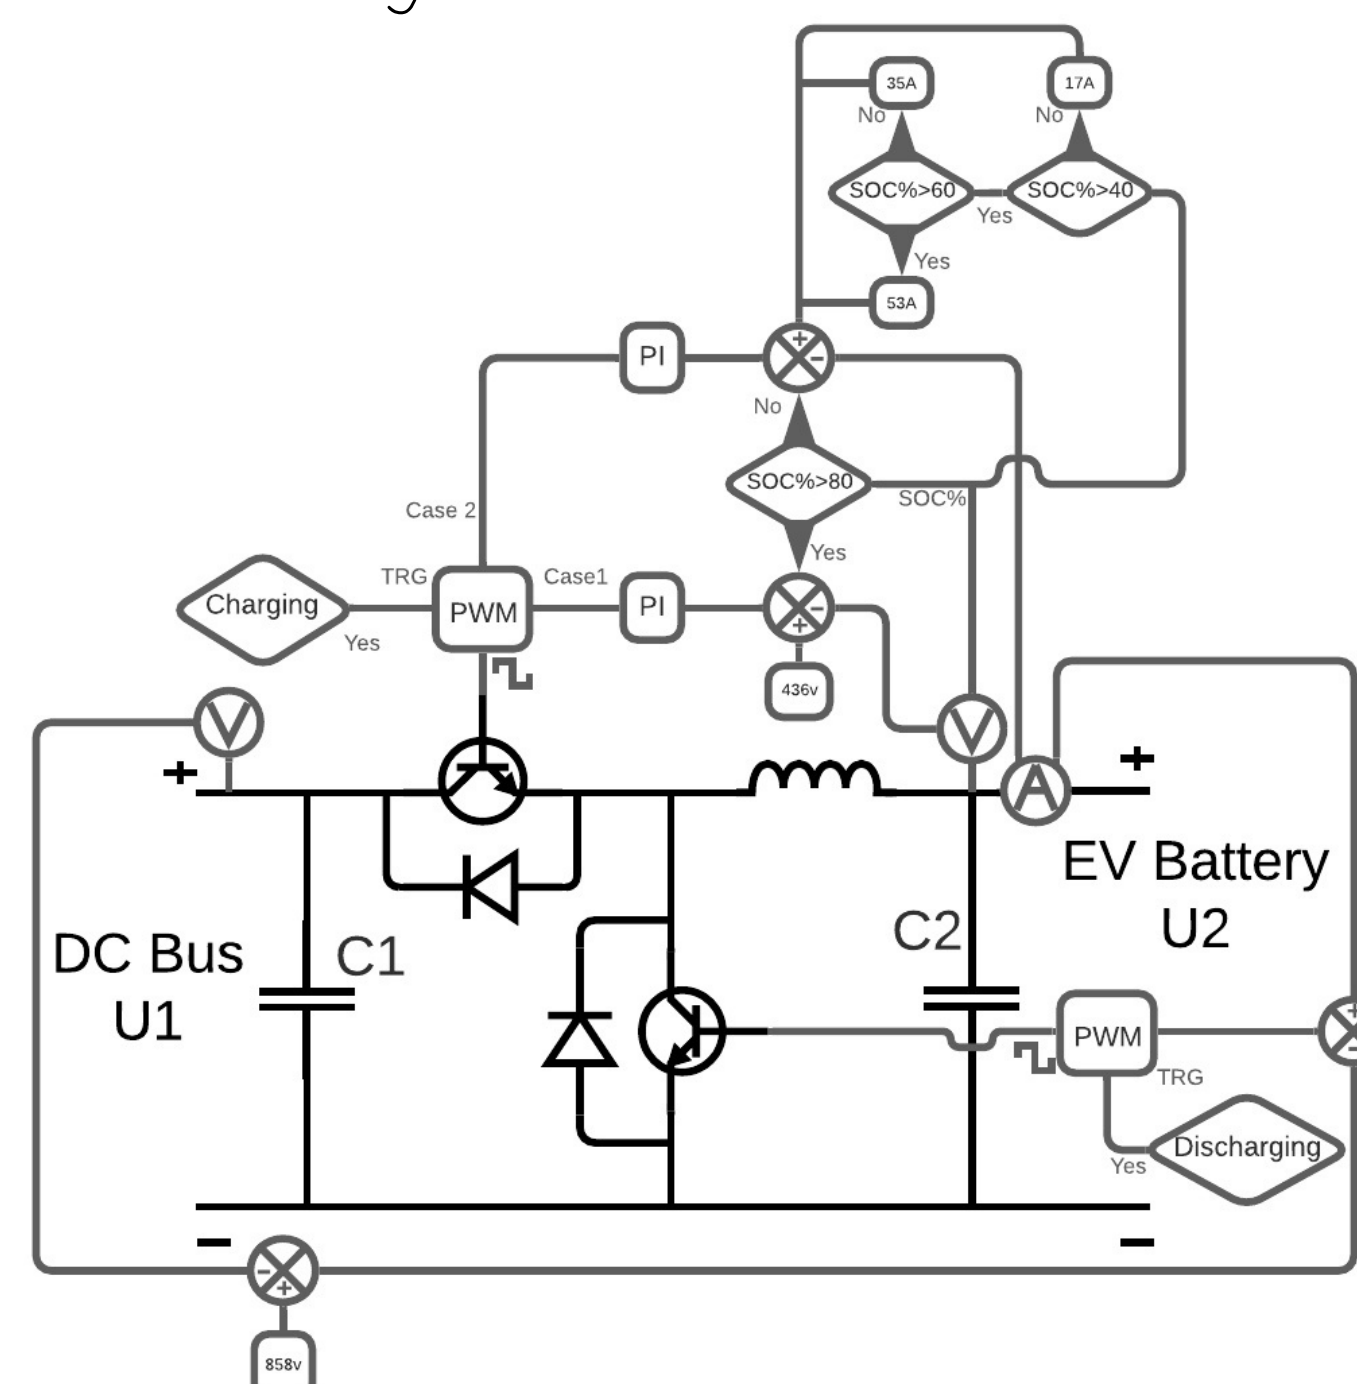 35A
17A
No
No
SOC%>60
SOC%>40
Yes
Yes
53A
+
-
PI
No
SOC%>80
SOC%
Case 2
Yes
TRG
Case1
Charging
PWM
PI
-
+
Yes
436v
V
V
+
+
A
EV Battery
U2
C2
DC Bus
U1
C1
+
-
PWM
TRG
Discharging
Yes
-
-
-
+
858v